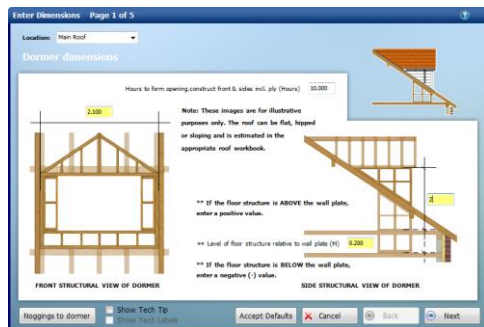 Enter Dimensions Page 1 of 5
Location: Main Roof
Dormer dimensions
Hours to form opening,construct front & sides incl. ply (Hours) 10.000
2.100
Note: These images are for illustrative
purposes only. The roof can be flat, hipped
or sloping and is estimated in the
appropriate roof workbook.
** If the floor structure is ABOVE the wall plate,
enter a positive value.
2
** Level of floor structure relative to wall plate (M) 0.200
** If the floor structure is BELOW the wall plate,
enter a negative (-) value.
FRONT STRUCTURAL VIEW OF DORMER
SIDE STRUCTURAL VIEW OF DORMER
Noggings to dormer
Show Tech Tip
Show Tech Labels
Accept Defaults
Cancel
Back
Next